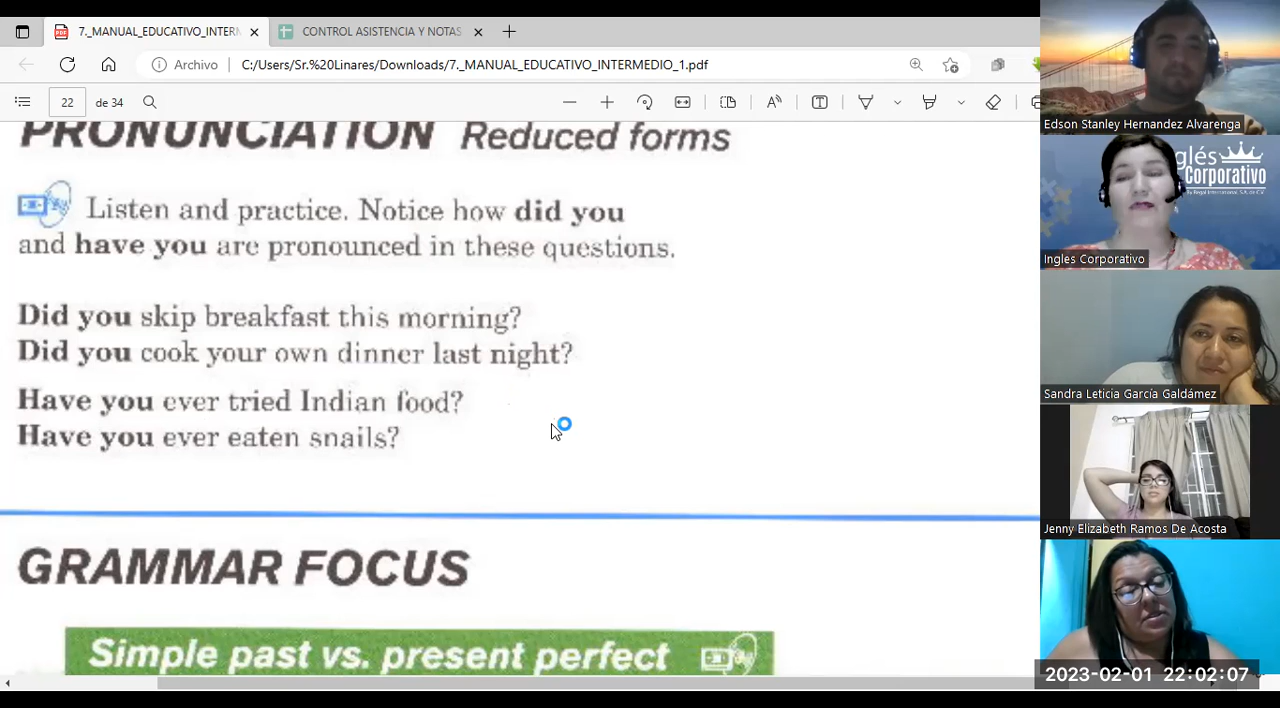 7._MANUAL_EDUCATIVO_INTERM
CONTROL ASISTENCIA Y NOTAS
Archivo
C:/Users/Sr.%20Linares/Downloads/7._MANUAL_EDUCATIVO_INTERMEDIO_1.pdf
22
de 34
PRONUNCIATION Reduced forms
Listen and practice. Notice how did you
and have you are pronounced in these questions.
Did you skip breakfast this morning?
Did you cook your own dinner last night?
Have you ever tried Indian food?
Have you ever eaten snails?
GRAMMAR FOCUS
Simple past vs. present perfect
Edson Stanley Hernandez Alvarenga
glés
Corporativo
Ingles Corporativo
Sandra Leticia García Galdámez
Jenny Elizabeth Ramos De Acosta
2023-02-01 22:02:07